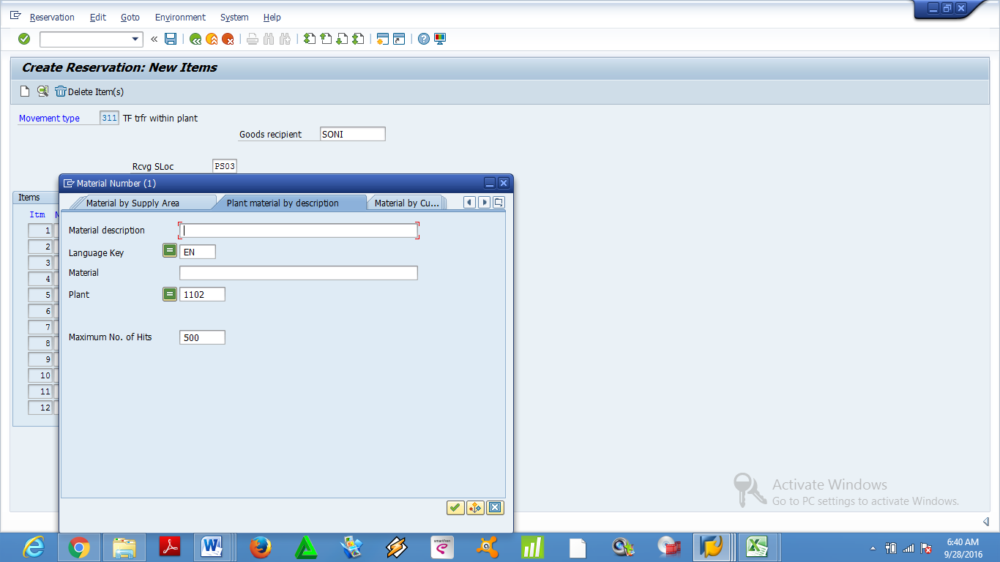 Reservation Edit Goto Environment System Help
Create Reservation: New Items
Delete Item(s)
Movement type 311 TF trfr within plant
Goods recipient SONI
Rcvg SLoc PS03
Material Number (1)
Items
Material by Supply Area Plant material by description Material by Cu...
Itm
1
2
3
4
5
6
7
8
9
10
11
12
Material description
Language Key EN
Material
Plant 1102
Maximum No. of Hits 500
Activate Windows
Go to PC settings to activate Windows.
smartfren
6:40 AM
9/28/2016